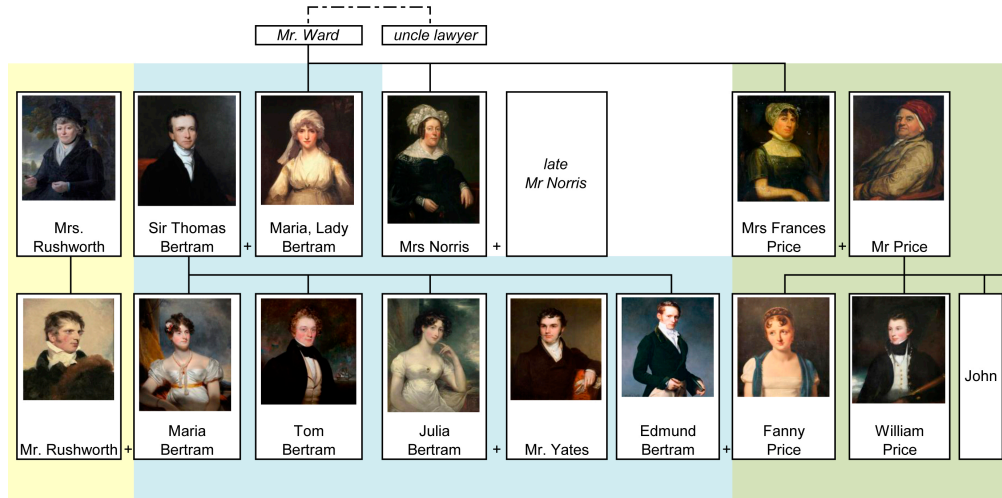 Mr. Ward
uncle lawyer
Mrs.
Rushworth
Sir Thomas
Bertram
+
Maria, Lady
Bertram
Mrs Norris
+
late
Mr Norris
Mrs Frances
Price
+
Mr Price
Mr. Rushworth
+
Maria
Bertram
Tom
Bertram
Julia
Bertram
+
Mr. Yates
Edmund
Bertram
+
Fanny
Price
William
Price
John